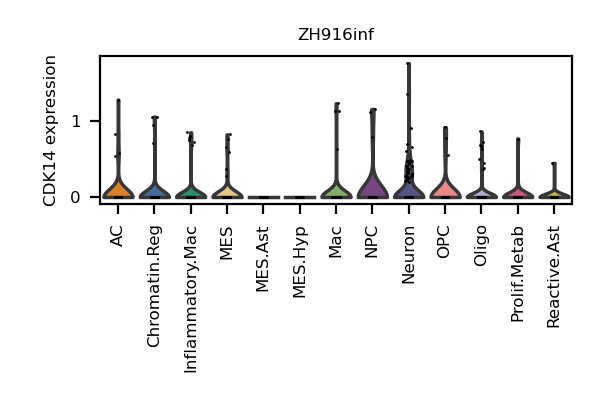 ZH916inf
CDK14 expression
1
0
AC
Chromatin.Reg
Inflammatory.Mac
MES
MES.Ast
MES.Hyp
Mac
NPC
Neuron
OPC
Oligo
Prolif.Metab
Reactive.Ast